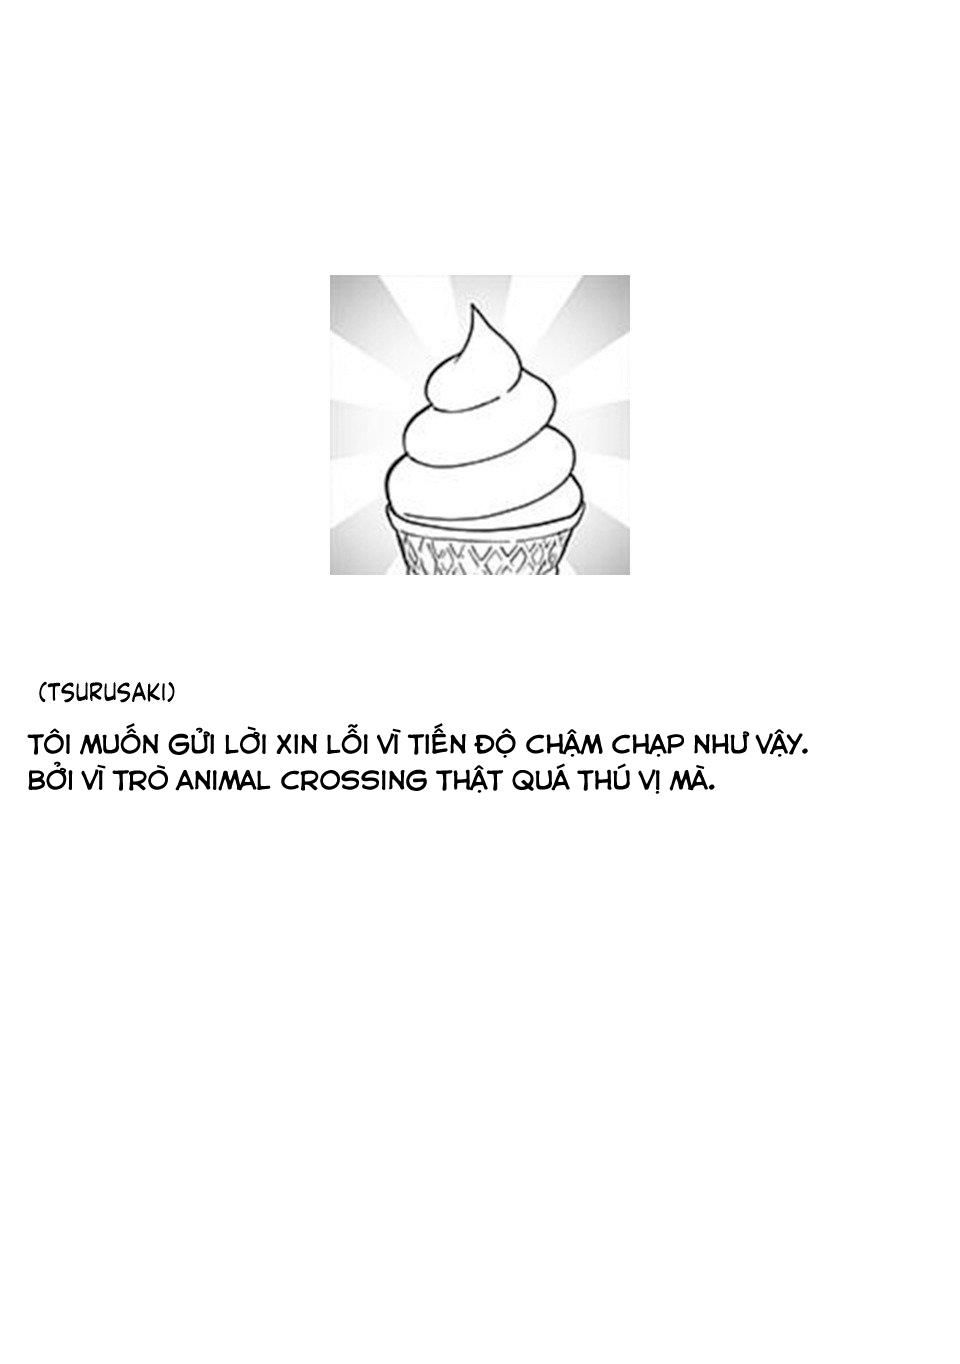 (TSURUSAKI)
TÔI MUỐN GỬI LỜI XIN LỖI VÌ TIẾN ĐỘ CHẬM CHẠP NHƯ VẬY.
BỞI VÌ TRÒ ANIMAL CROSSING THẬT QUÁ THÚ VỊ MÀ.